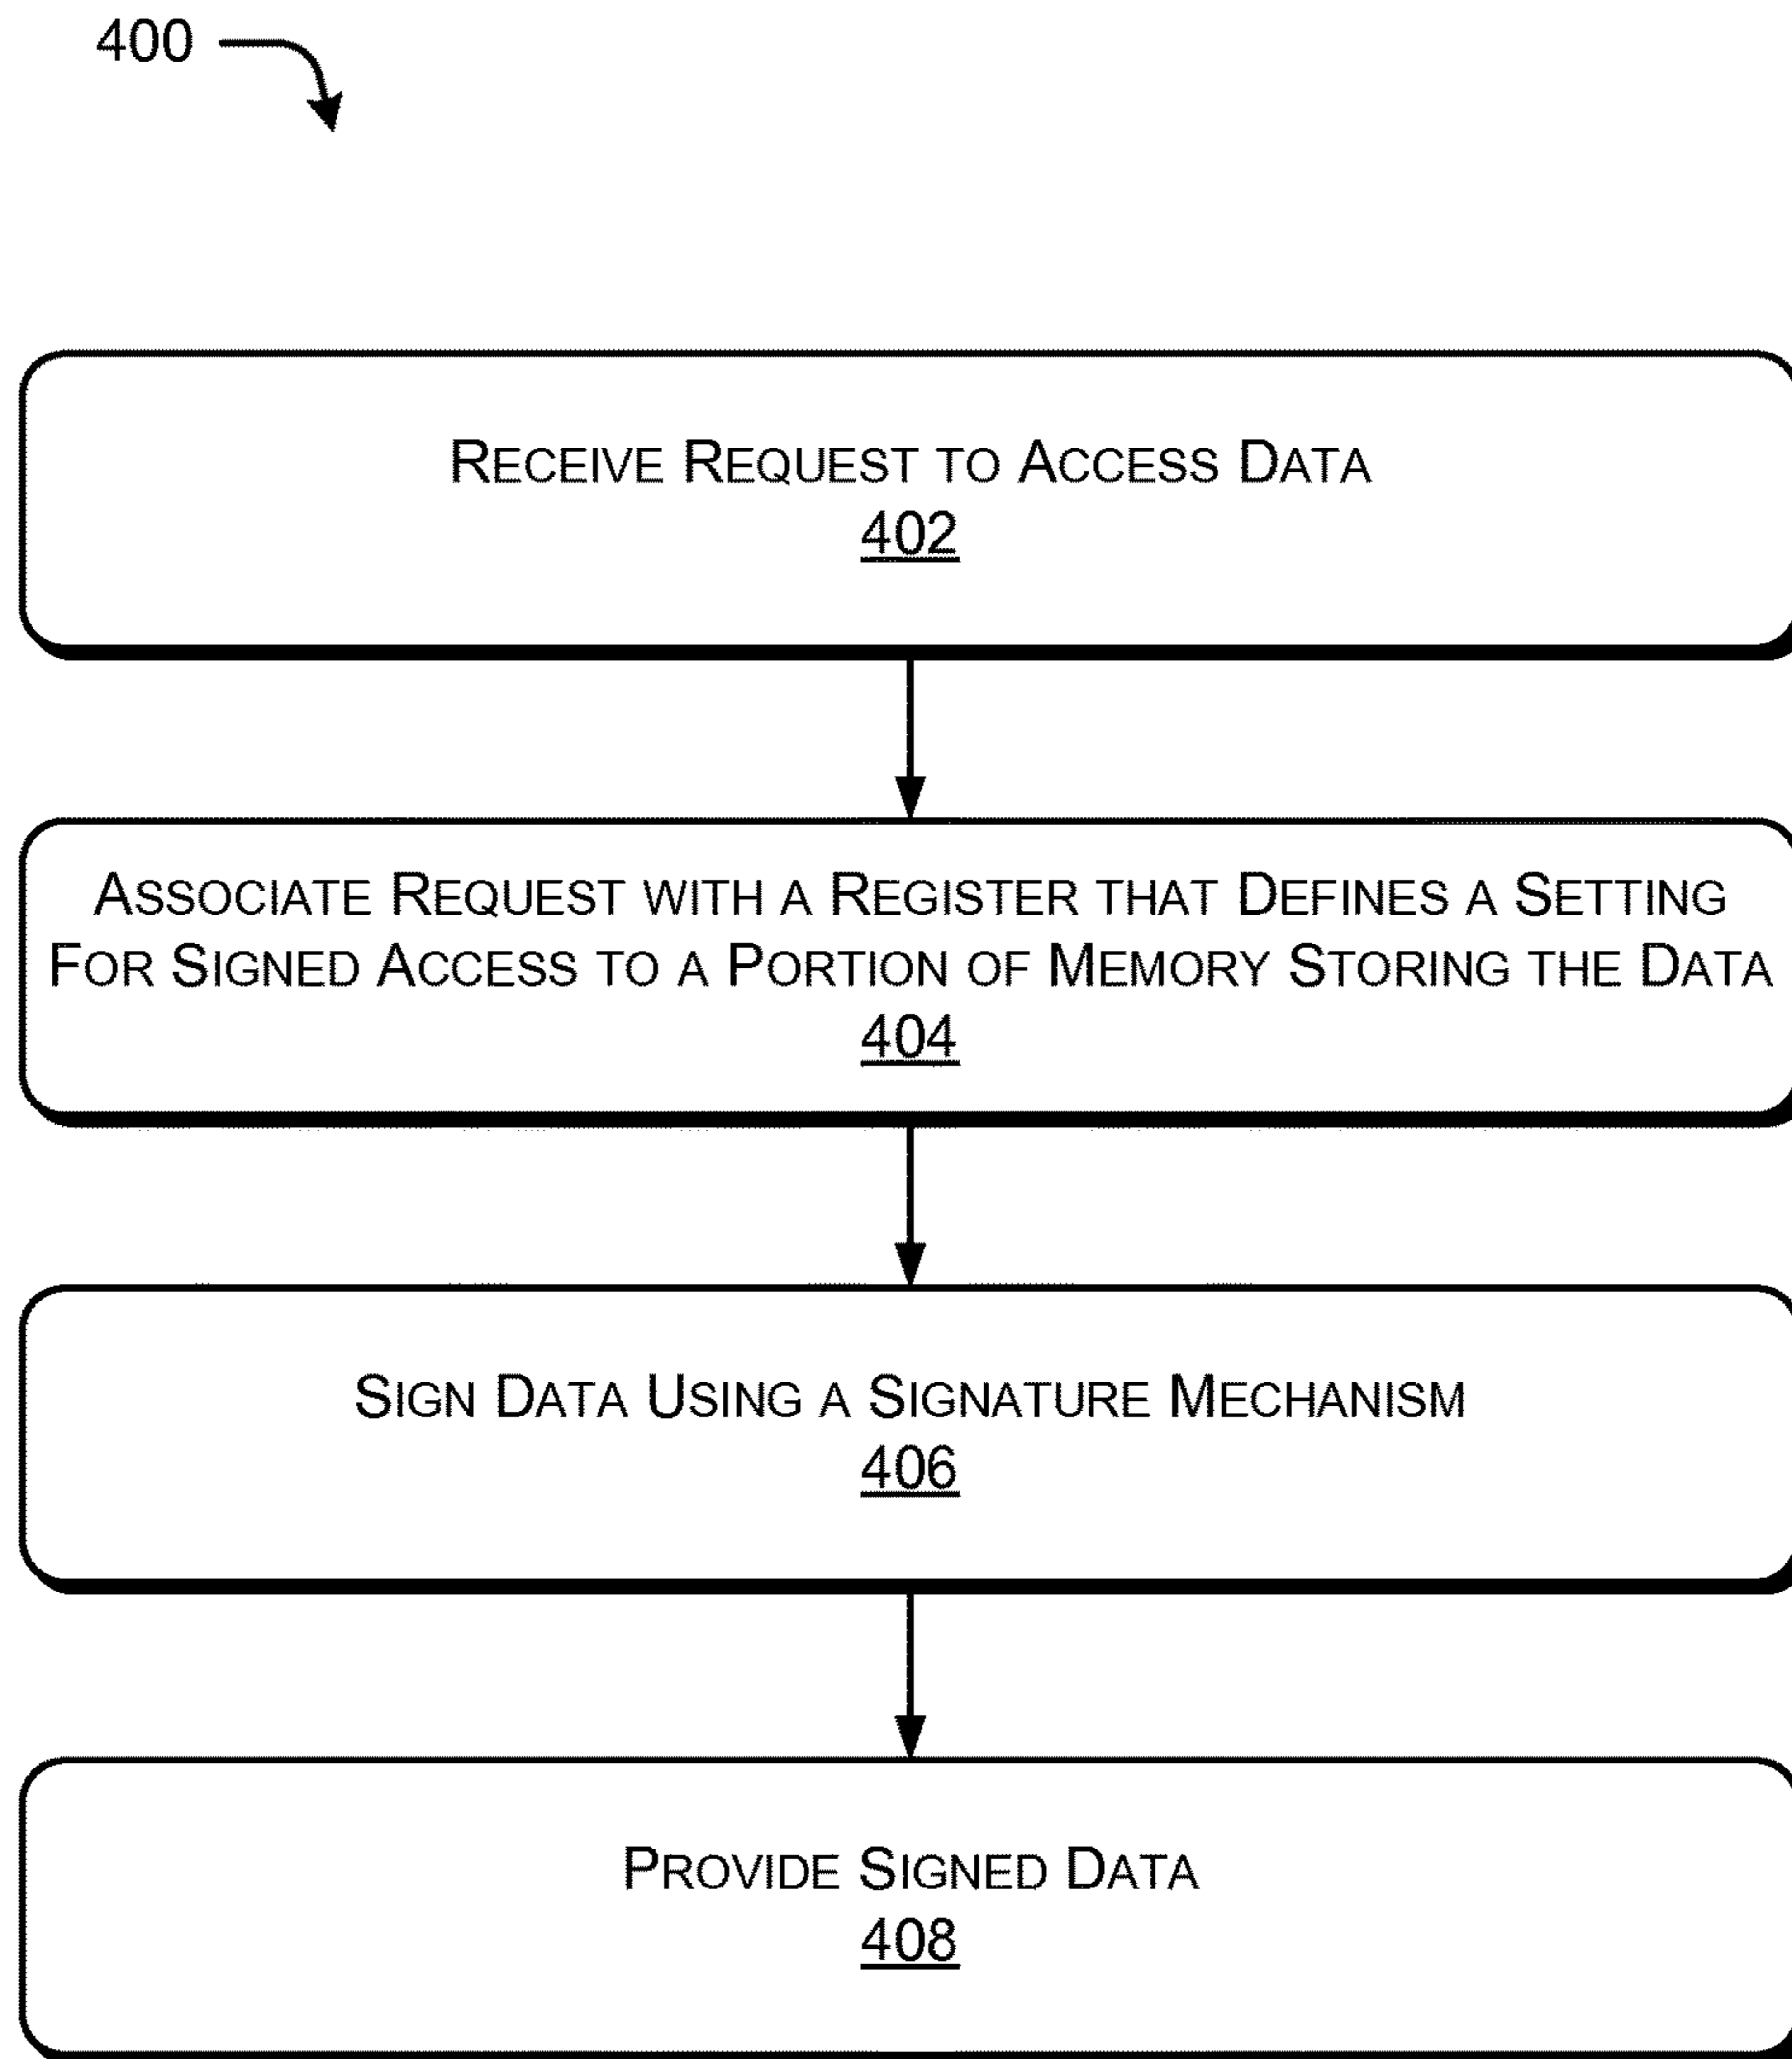 400
RECEIVE REQUEST TO ACCESS DATA
402
ASSOCIATE REQUEST WITH A REGISTER THAT DEFINES A SETTING
FOR SIGNED ACCESS TO A PORTION OF MEMORY STORING THE DATA
404
SIGN DATA USING A SIGNATURE MECHANISM
406
PROVIDE SIGNED DATA
408